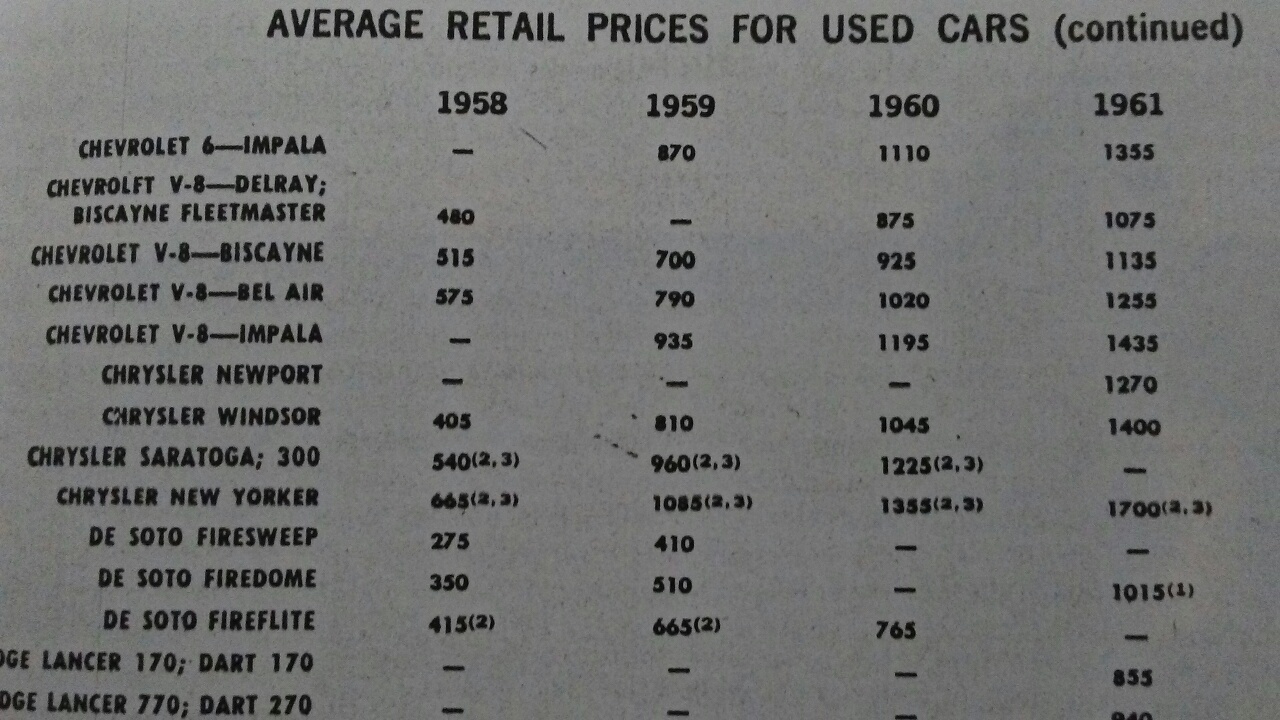 AVERAGE RETAIL PRICES FOR USED CARS (continued)
1958 1959 1960 1961
CHEVROLET 6—IMPALA — 870 1110 1355
CHEVROLET V-8—DELRAY;
BISCAYNE FLEETMASTER 480 — 875 1075
CHEVROLET V-8—BISCAYNE 515 700 925 1135
CHEVROLET V-8—BEL AIR 575 790 1020 1255
CHEVROLET V-8—IMPALA — 935 1195 1435
CHRYSLER NEWPORT — — — 1270
CHRYSLER WINDSOR 405 810 1045 1400
CHRYSLER SARATOGA; 300 540(2,3) 960(2,3) 1225(2,3) —
CHRYSLER NEW YORKER 665(2,3) 1085(2,3) 1355(2,3) 1700(2,3)
DE SOTO FIRESWEEP 275 410 — —
DE SOTO FIREDOME 350 510 — 1015(1)
DE SOTO FIREFLITE 415(2) 665(2) 765 —
OGE LANCER 170; DART 170 — — — 855
DGE LANCER 770; DART 270 — — —